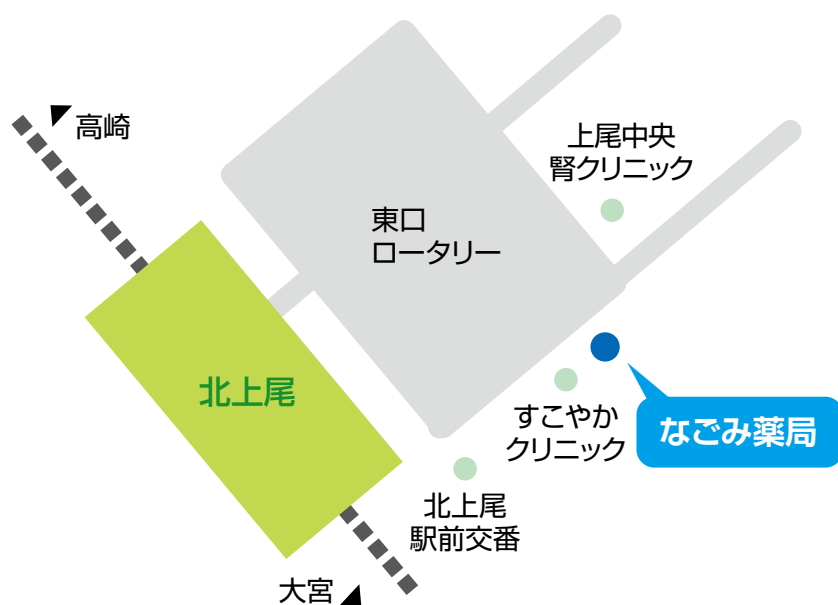 高崎
上尾中央
腎クリニック
東口
ロータリー
北上尾
すこやか
クリニック
なごみ薬局
北上尾
駅前交番
大宮